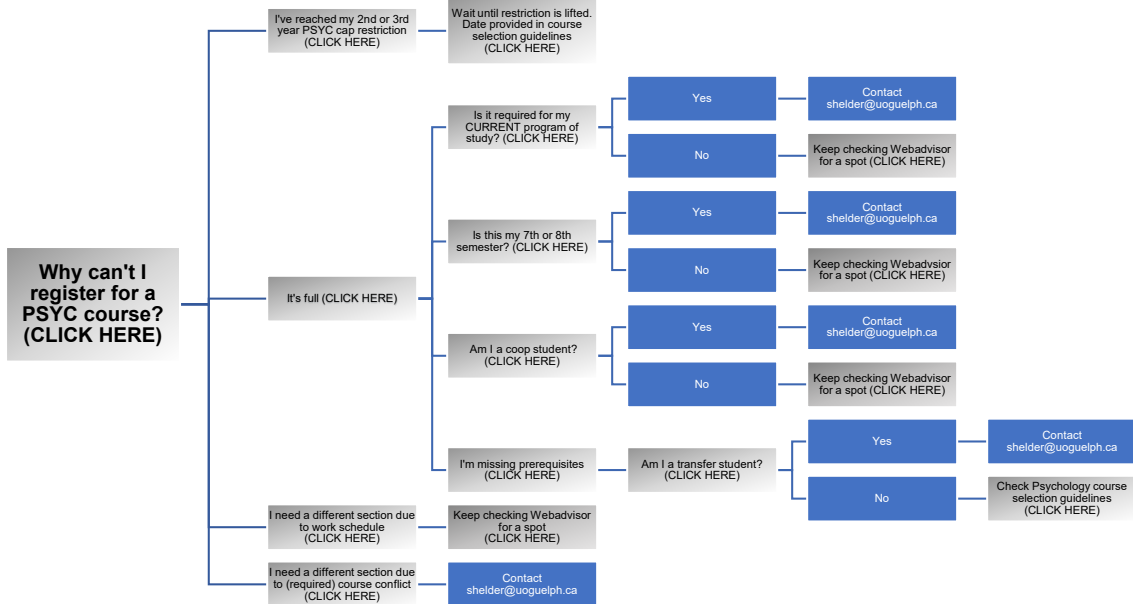 Why can't I
register for a
PSYC course?
(CLICK HERE)
I've reached my 2nd or 3rd
year PSYC cap restriction
(CLICK HERE)
Wait until restriction is lifted.
Date provided in course
selection guidelines
(CLICK HERE)
It's full (CLICK HERE)
Is it required for my
CURRENT program of
study? (CLICK HERE)
Yes
Contact
shelder@uoguelph.ca
No
Keep checking Webadvisor
for a spot (CLICK HERE)
Is this my 7th or 8th
semester? (CLICK HERE)
Yes
Contact
shelder@uoguelph.ca
No
Keep checking Webadvsior
for a spot (CLICK HERE)
Am I a coop student?
(CLICK HERE)
Yes
Contact
shelder@uoguelph.ca
No
Keep checking Webadvisor
for a spot (CLICK HERE)
I'm missing prerequisites
(CLICK HERE)
Am I a transfer student?
(CLICK HERE)
Yes
Contact
shelder@uoguelph.ca
No
Check Psychology course
selection guidelines
(CLICK HERE)
I need a different section due
to work schedule
(CLICK HERE)
Keep checking Webadvisor
for a spot
(CLICK HERE)
I need a different section due
to (required) course conflict
(CLICK HERE)
Contact
shelder@uoguelph.ca